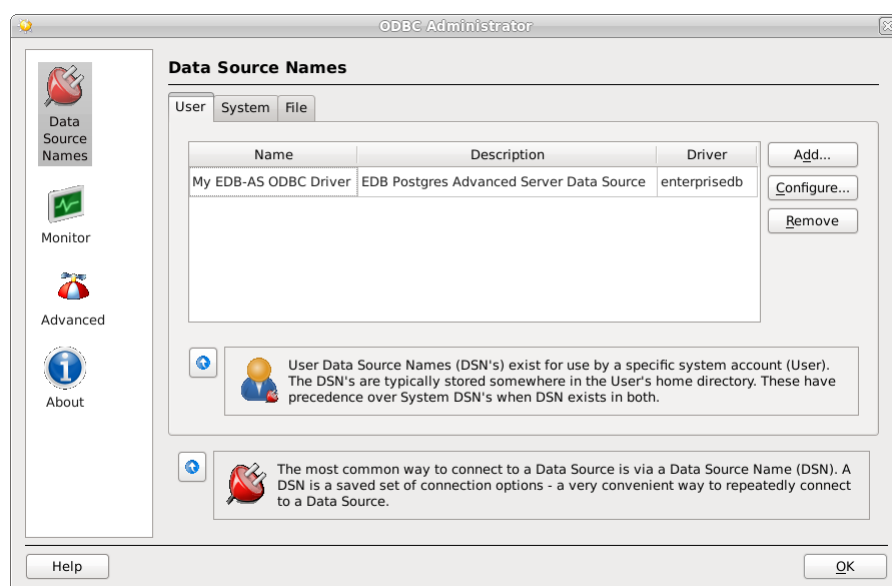 ODBC Administrator
Data
Source
Names
Monitor
Advanced
About
Data Source Names
User System File
Name Description Driver
My EDB-AS ODBC Driver EDB Postgres Advanced Server Data Source enterprisedb
Add...
Configure...
Remove
User Data Source Names (DSN's) exist for use by a specific system account (User).
The DSN's are typically stored somewhere in the User's home directory. These have
precedence over System DSN's when DSN exists in both.
The most common way to connect to a Data Source is via a Data Source Name (DSN). A
DSN is a saved set of connection options - a very convenient way to repeatedly connect
to a Data Source.
Help
OK